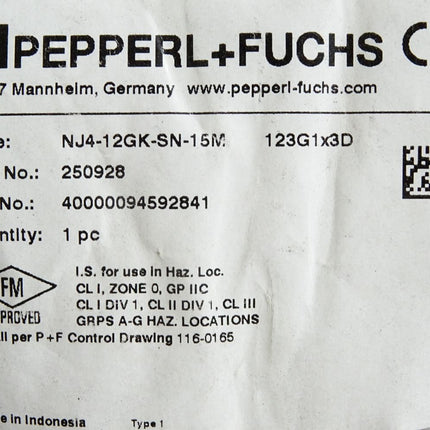 PEPPERL+FUCHS C
7 Mannheim, Germany www.pepperl-fuchs.com
e: NJ4-12GK-SN-15M 123G1x3D
No.: 250928
No.: 40000094592841
ntity: 1 pc
FM
PROVED
I.S. for use in Haz. Loc.
CL I, ZONE 0, GP IIC
CL I DIV 1, CL II DIV 1, CL III
GRPS A-G HAZ. LOCATIONS
ll per P+F Control Drawing 116-0165
e in Indonesia Type 1